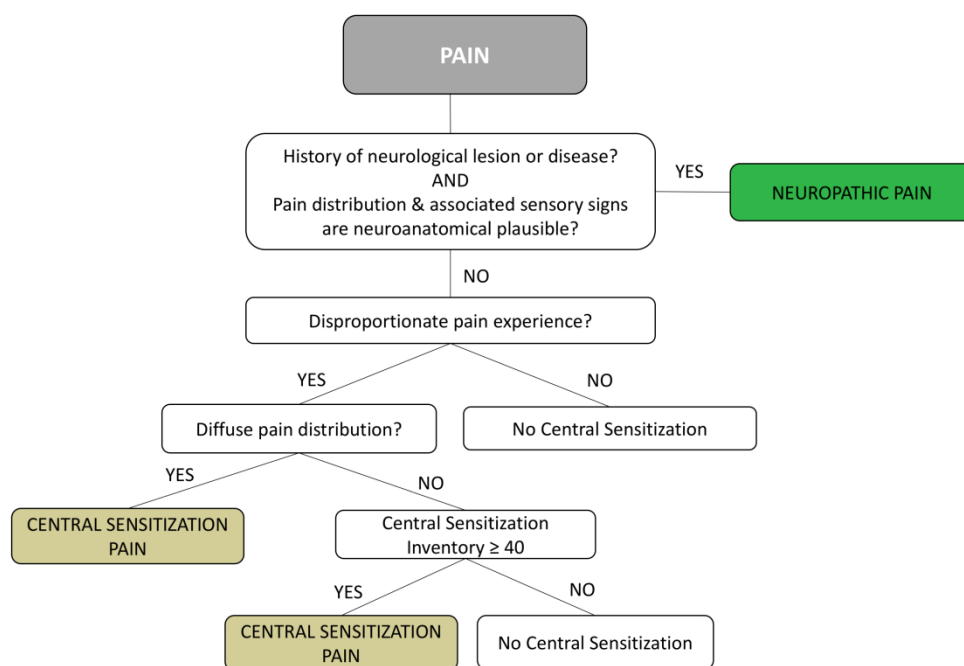 PAIN
History of neurological lesion or disease?
AND
Pain distribution & associated sensory signs
are neuroanatomical plausible?
YES
NEUROPATHIC PAIN
NO
Disproportionate pain experience?
YES
NO
Diffuse pain distribution?
No Central Sensitization
YES
NO
CENTRAL SENSITIZATION
PAIN
Central Sensitization
Inventory ≥ 40
YES
NO
CENTRAL SENSITIZATION
PAIN
No Central Sensitization